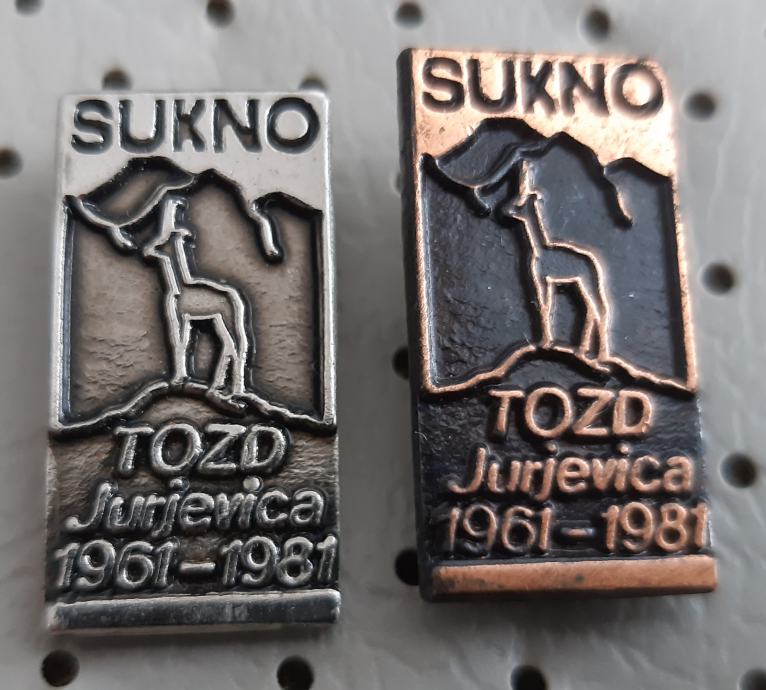 SUKNO
TOZD
Jurjevica
1961-1981
SUKNO
TOZD
Jurjevica
1961-1981